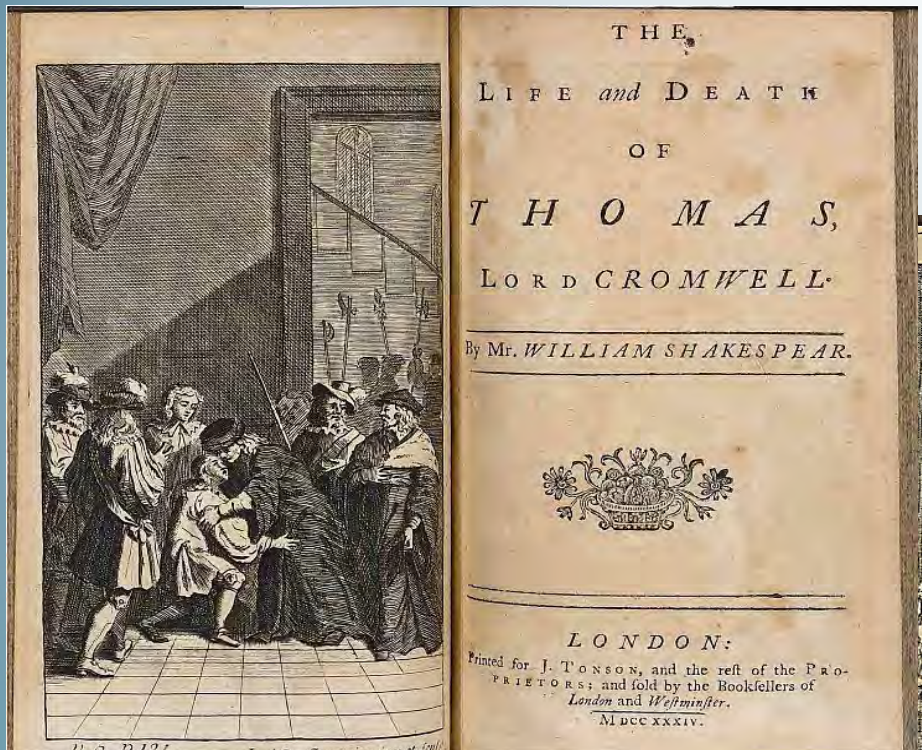 THE
LIFE and DEATH
OF
THOMAS,
LORD CROMWELL.
By Mr. WILLIAM SHAKESPEAR.
LONDON:
Printed for J. TONSON, and the reſt of the PRO-
PRIETORS; and ſold by the Bookſellers of
London and Weſtminſter.
MDCCXXXIV.